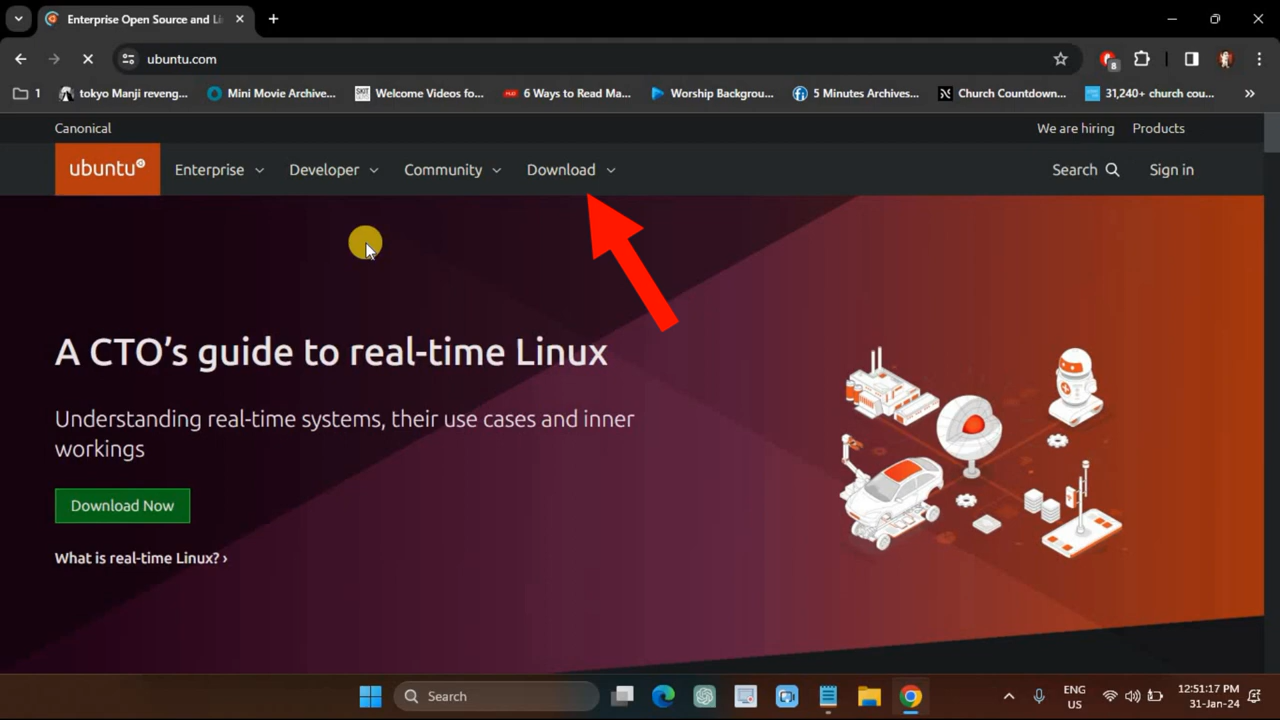 Enterprise Open Source and Li
ubuntu.com
8
1
tokyo Manji reveng...
Mini Movie Archive...
SKIT
Welcome Videos fo...
6 Ways to Read Ma...
Worship Backgrou...
5 Minutes Archives...
Church Countdown...
31,240+ church cou...
Canonical
We are hiring
Products
ubuntu
Enterprise
Developer
Community
Download
Search
Sign in
A CTO’s guide to real-time Linux
Understanding real-time systems, their use cases and inner
workings
Download Now
What is real-time Linux? ›
Search
ENG
US
12:51:17 PM
31-Jan-24